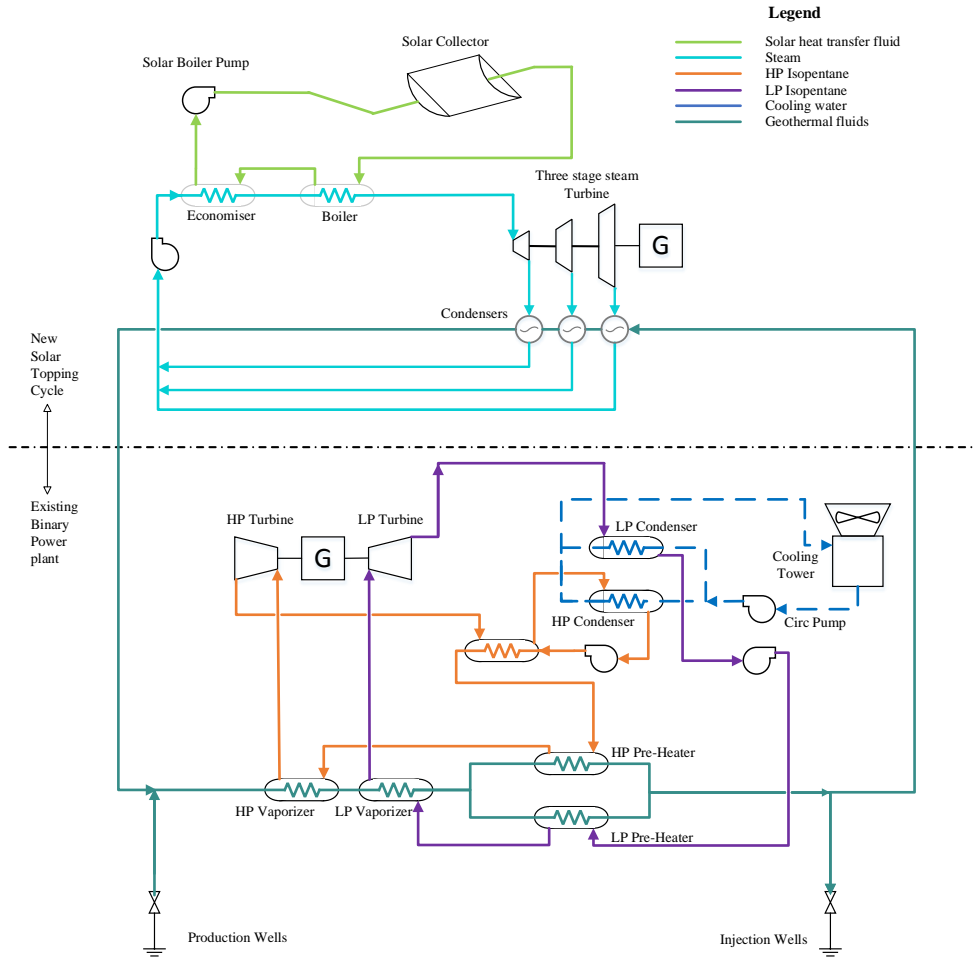 Legend
Solar heat transfer fluid
Steam
HP Isopentane
LP Isopentane
Cooling water
Geothermal fluids
Solar Collector
Solar Boiler Pump
Three stage steam
Turbine
Economiser
Boiler
G
Condensers
New
Solar
Topping
Cycle
Existing
Binary
Power
plant
HP Turbine
LP Turbine
G
LP Condenser
Cooling
Tower
HP Condenser
Circ Pump
HP Pre-Heater
HP Vaporizer
LP Vaporizer
LP Pre-Heater
Production Wells
Injection Wells